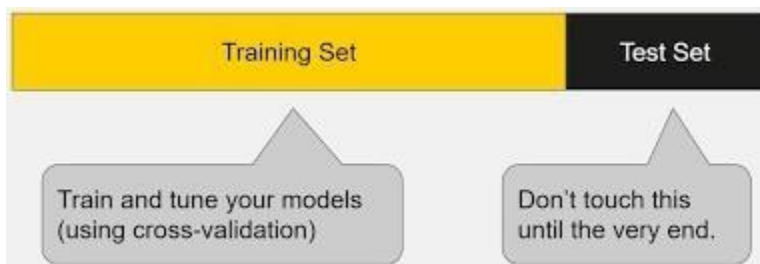 Training Set
Test Set
Train and tune your models
(using cross-validation)
Don't touch this
until the very end.